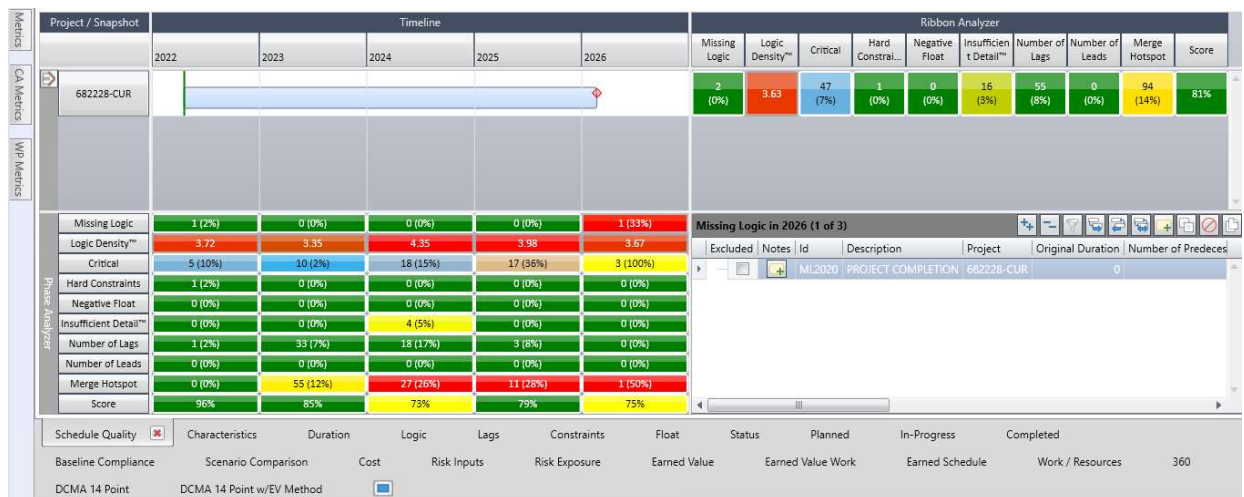 Metrics
CA Metrics
WP Metrics
Project / Snapshot
Timeline
Ribbon Analyzer
2022 2023 2024 2025 2026
Missing Logic
Logic Density™
Critical
Hard Constrai...
Negative Float
Insufficien t Detail™
Number of Lags
Number of Leads
Merge Hotspot
Score
682228-CUR
2 (0%)
3.63
47 (7%)
1 (0%)
0 (0%)
16 (3%)
55 (8%)
0 (0%)
94 (14%)
81%
Phase Analyzer
Missing Logic 1 (2%) 0 (0%) 0 (0%) 0 (0%) 1 (33%)
Logic Density™ 3.72 3.35 4.35 3.98 3.67
Critical 5 (10%) 10 (2%) 18 (15%) 17 (36%) 3 (100%)
Hard Constraints 1 (2%) 0 (0%) 0 (0%) 0 (0%) 0 (0%)
Negative Float 0 (0%) 0 (0%) 0 (0%) 0 (0%) 0 (0%)
Insufficient Detail™ 0 (0%) 0 (0%) 4 (5%) 0 (0%) 0 (0%)
Number of Lags 1 (2%) 33 (7%) 18 (17%) 3 (8%) 0 (0%)
Number of Leads 0 (0%) 0 (0%) 0 (0%) 0 (0%) 0 (0%)
Merge Hotspot 0 (0%) 55 (12%) 27 (26%) 11 (28%) 1 (50%)
Score 96% 85% 73% 79% 75%
Missing Logic in 2026 (1 of 3)
Excluded Notes Id Description Project Original Duration Number of Predeces
ML2020 PROJECT COMPLETION 682228-CUR 0
Schedule Quality Characteristics Duration Logic Lags Constraints Float Status Planned In-Progress Completed
Baseline Compliance Scenario Comparison Cost Risk Inputs Risk Exposure Earned Value Earned Value Work Earned Schedule Work / Resources 360
DCMA 14 Point DCMA 14 Point w/EV Method